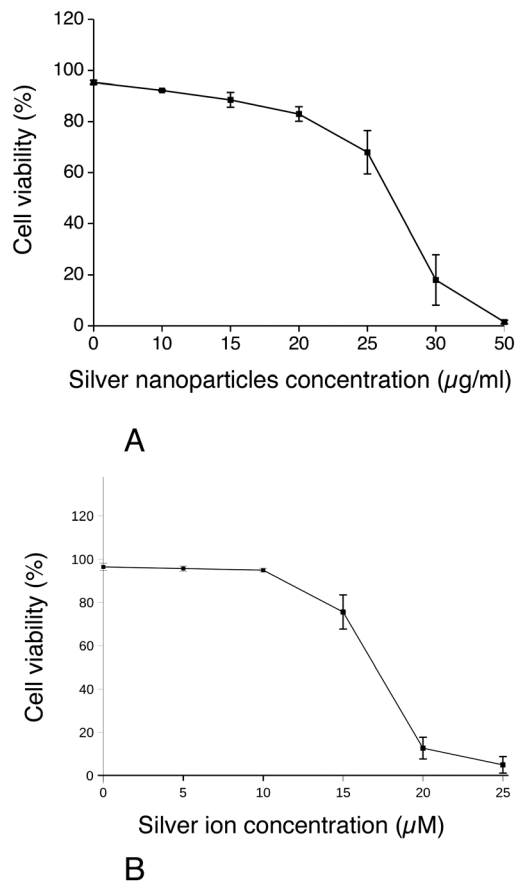 120
100
80
60
40
20
0
Cell viability (%)
0 10 15 20 25 30 50
Silver nanoparticles concentration (µg/ml)
A
120
100
80
60
40
20
0
Cell viability (%)
0 5 10 15 20 25
Silver ion concentration (µM)
B